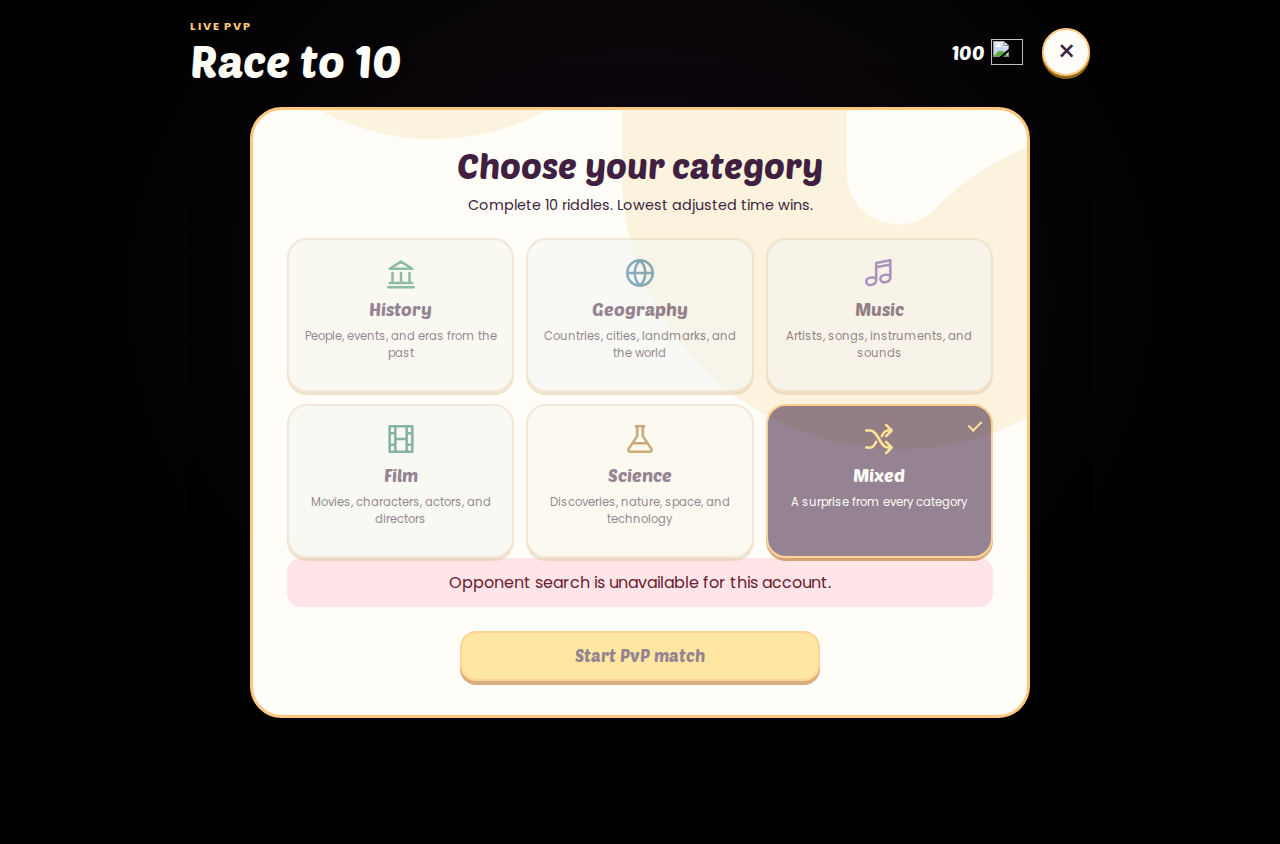 LIVE PVP
Race to 10
100
Choose your category
Complete 10 riddles. Lowest adjusted time wins.
History
People, events, and eras from the
past
Geography
Countries, cities, landmarks, and
the world
Music
Artists, songs, instruments, and
sounds
Film
Movies, characters, actors, and
directors
Science
Discoveries, nature, space, and
technology
Mixed
A surprise from every category
Opponent search is unavailable for this account.
Start PvP match